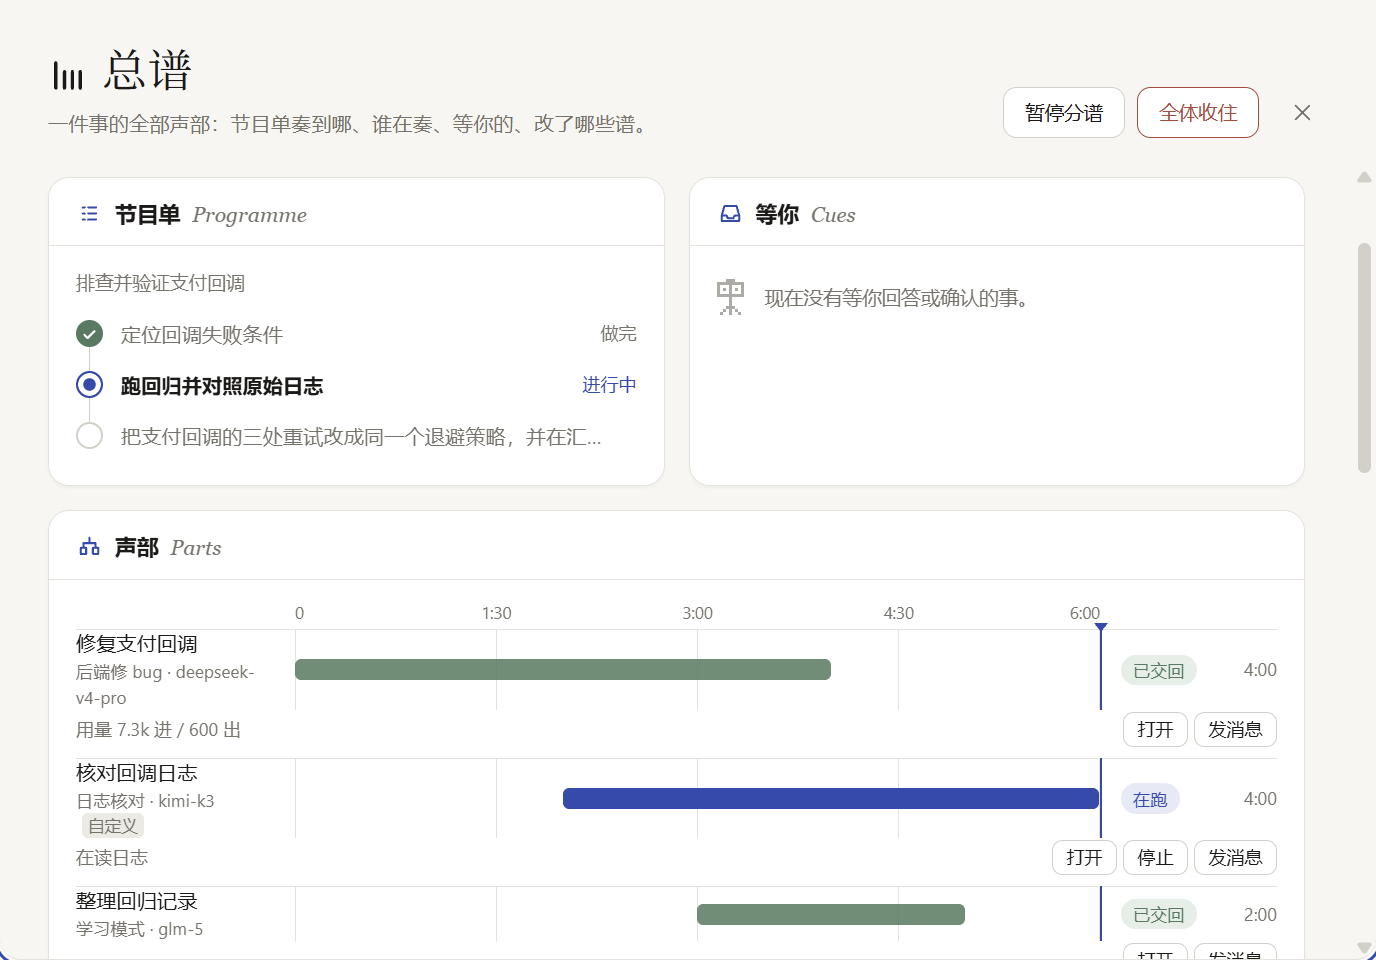 总谱
一件事的全部声部：节目单奏到哪、谁在奏、等你的、改了哪些谱。
暂停分谱
全体收住
节目单 Programme
排查并验证支付回调
定位回调失败条件 做完
跑回归并对照原始日志 进行中
把支付回调的三处重试改成同一个退避策略，并在汇...
等你 Cues
现在没有等你回答或确认的事。
声部 Parts
0 1:30 3:00 4:30 6:00
修复支付回调
后端修 bug · deepseek-
v4-pro
已交回 4:00
用量 7.3k 进 / 600 出
打开 发消息
核对回调日志
日志核对 · kimi-k3
自定义
在跑 4:00
在读日志
打开 停止 发消息
整理回归记录
学习模式 · glm-5
已交回 2:00
打开 发消息